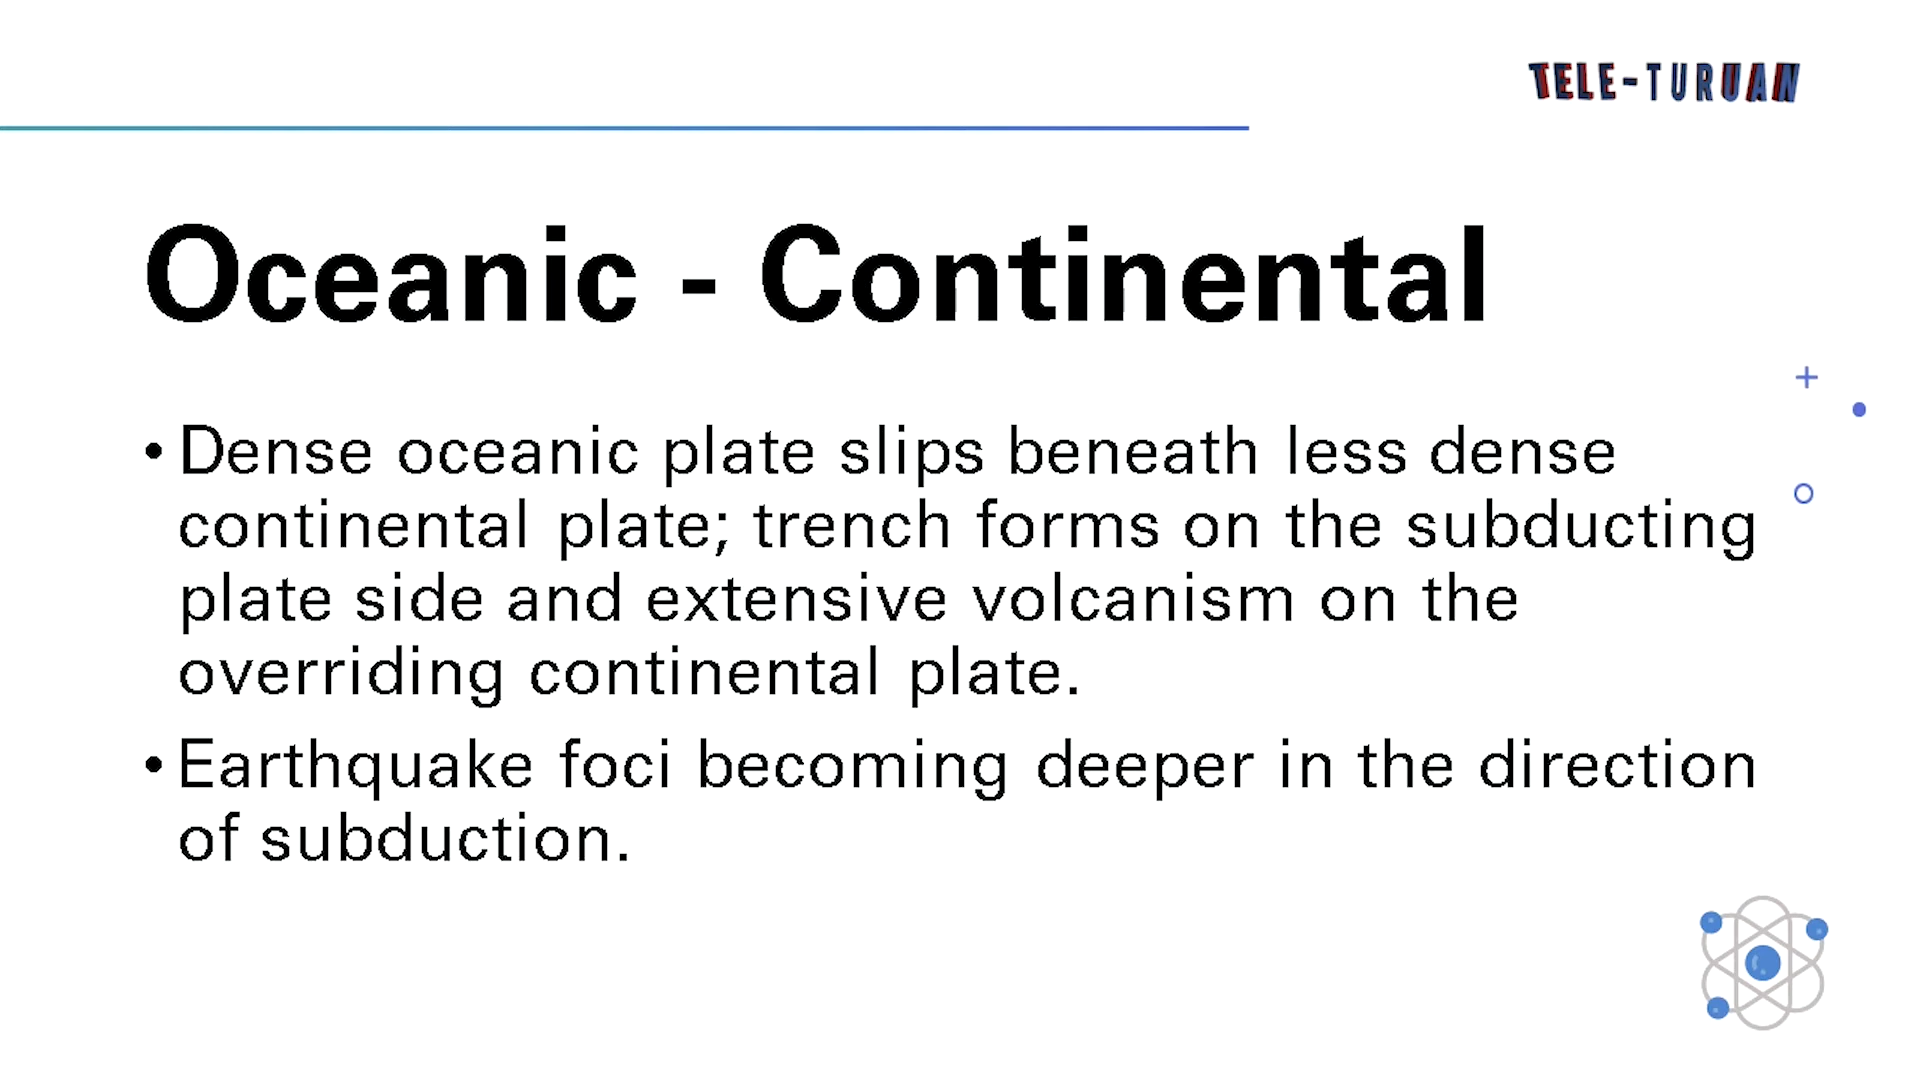 TELE-TURUAN
Oceanic - Continental
• Dense oceanic plate slips beneath less dense
continental plate; trench forms on the subducting
plate side and extensive volcanism on the
overriding continental plate.
• Earthquake foci becoming deeper in the direction
of subduction.